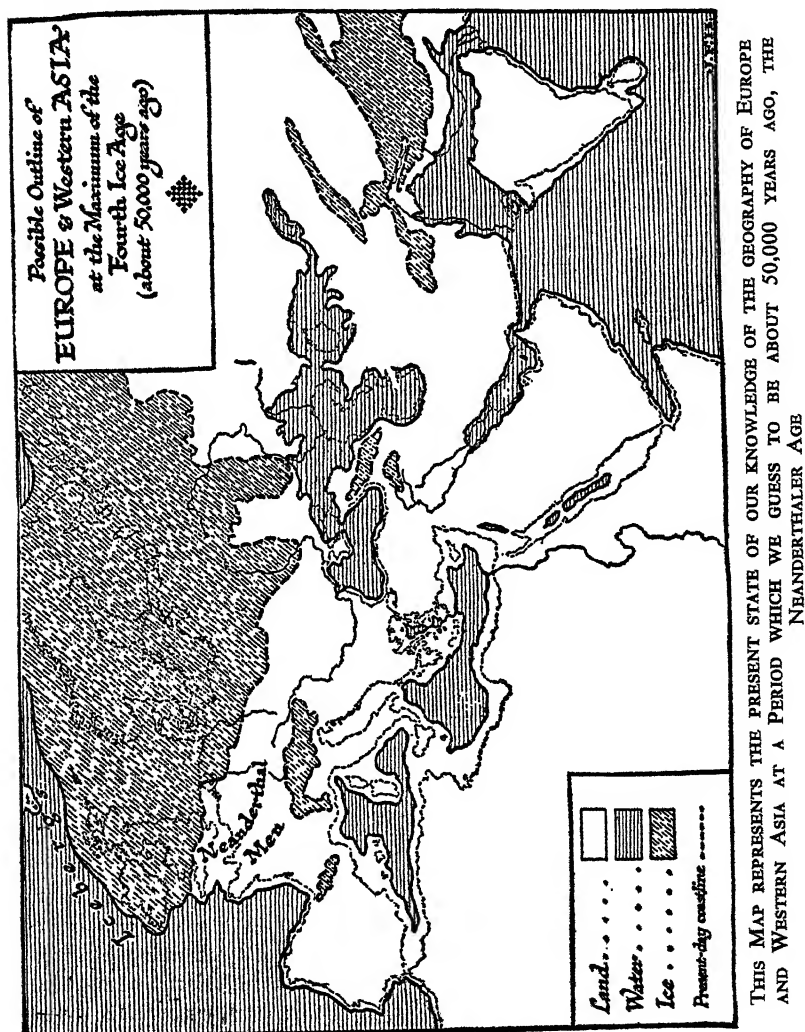 Possible Outline of
EUROPE & Western ASIA
at the Maximum of the
Fourth Ice Age
(about 50,000 years ago)
Icebergs
Neanderthal
Men
Land
Water
Ice
Present-day coastline
J.F.H.
THIS MAP REPRESENTS THE PRESENT STATE OF OUR KNOWLEDGE OF THE GEOGRAPHY OF EUROPE
AND WESTERN ASIA AT A PERIOD WHICH WE GUESS TO BE ABOUT 50,000 YEARS AGO, THE
NEANDERTHALER AGE